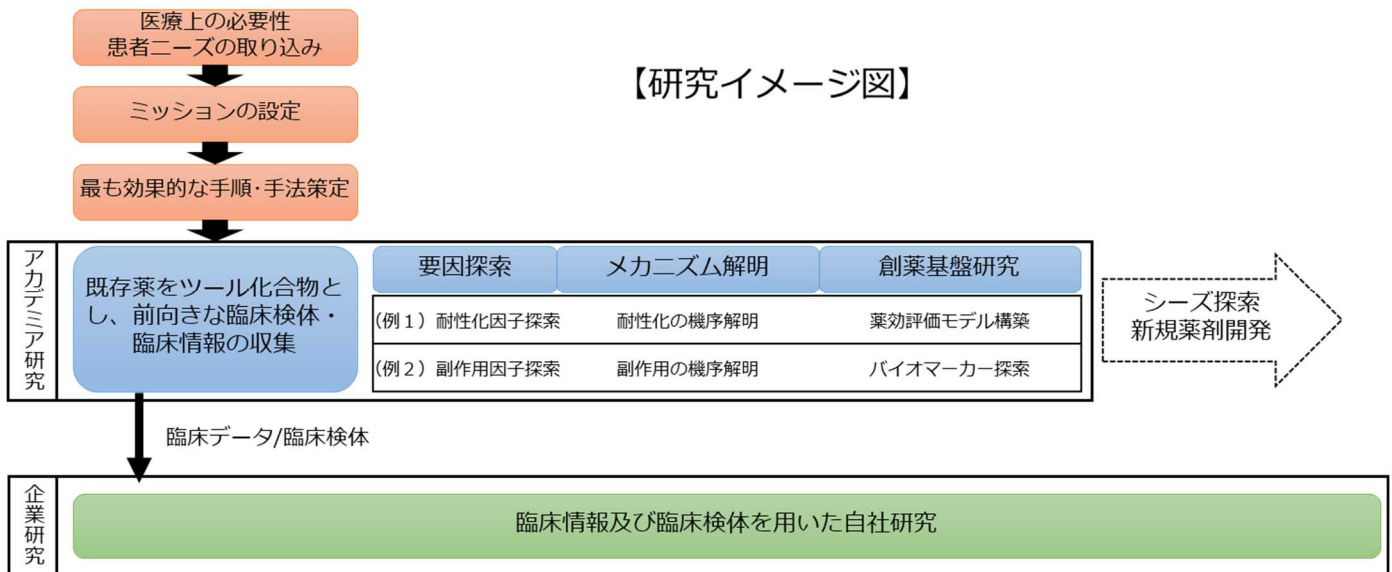 医療上の必要性
患者ニーズの取り込み
【研究イメージ図】
ミッションの設定
最も効果的な手順・手法策定
アカデミア研究
既存薬をツール化合物と
し、前向きな臨床検体・
臨床情報の収集
要因探索
メカニズム解明
創薬基盤研究
(例1)耐性化因子探索
耐性化の機序解明
薬効評価モデル構築
(例2)副作用因子探索
副作用の機序解明
バイオマーカー探索
シーズ探索
新規薬剤開発
臨床データ/臨床検体
企業研究
臨床情報及び臨床検体を用いた自社研究